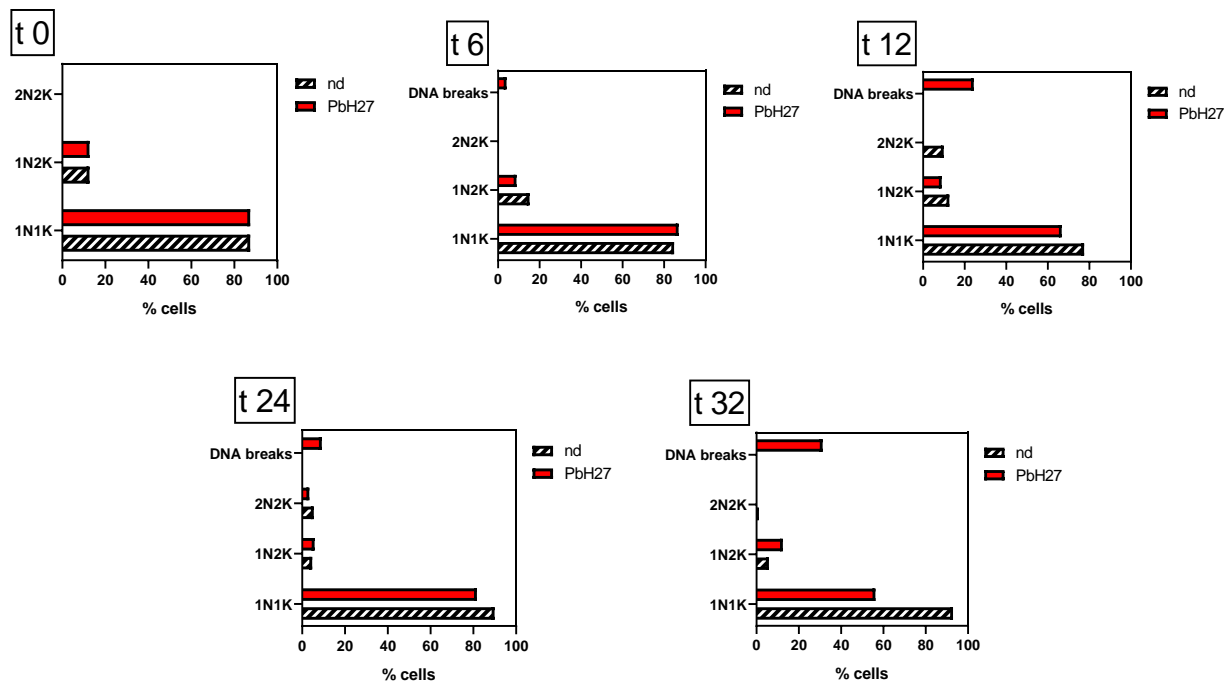 t 0
2N2K
1N2K
1N1K
0 20 40 60 80 100
% cells
nd
PbH27
t 6
DNA breaks
2N2K
1N2K
1N1K
0 20 40 60 80 100
% cells
nd
PbH27
t 12
DNA breaks
2N2K
1N2K
1N1K
0 20 40 60 80 100
% cells
nd
PbH27
t 24
DNA breaks
2N2K
1N2K
1N1K
0 20 40 60 80 100
% cells
nd
PbH27
t 32
DNA breaks
2N2K
1N2K
1N1K
0 20 40 60 80 100
% cells
nd
PbH27